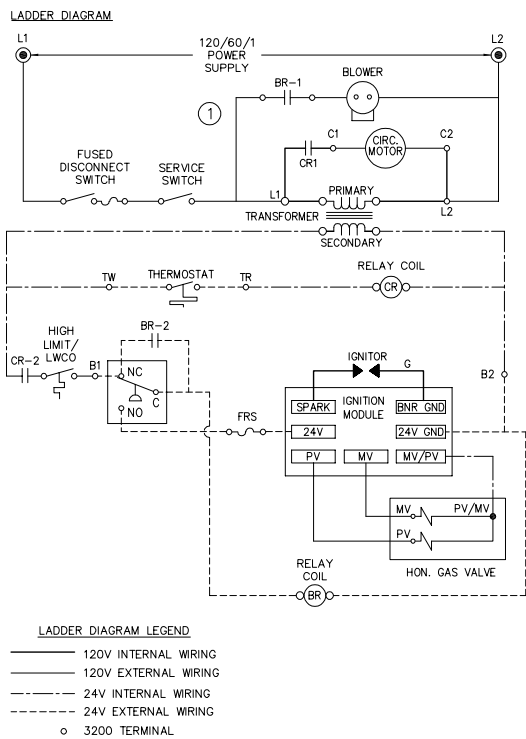 LADDER DIAGRAM
L1
120/60/1
POWER
SUPPLY
L2
BLOWER
BR-1
1
C1
CIRC.
MOTOR
C2
CR1
FUSED
DISCONNECT
SWITCH
SERVICE
SWITCH
L1
PRIMARY
L2
TRANSFORMER
SECONDARY
TW
THERMOSTAT
TR
RELAY COIL
CR
HIGH
LIMIT/
LWCO
CR-2
B1
BR-2
NC
C
NO
FRS
IGNITOR
G
B2
SPARK
IGNITION
MODULE
BNR GND
24V
24V GND
PV
MV
MV/PV
MV
PV/MV
PV
HON. GAS VALVE
RELAY
COIL
BR
LADDER DIAGRAM LEGEND
120V INTERNAL WIRING
120V EXTERNAL WIRING
24V INTERNAL WIRING
24V EXTERNAL WIRING
3200 TERMINAL